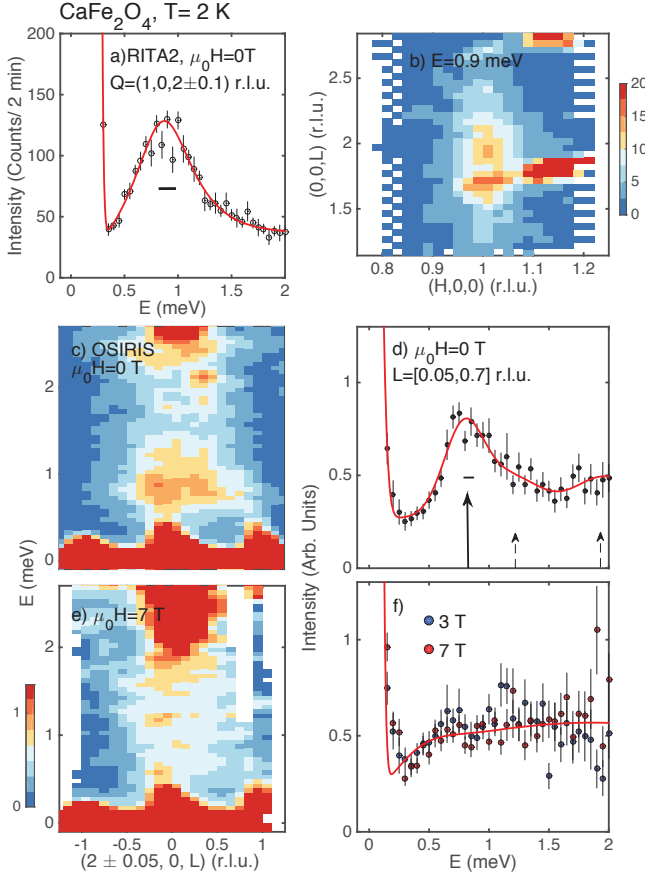 CaFe₂O₄, T= 2 K
a)RITA2, μ₀H=0T
Q=(1,0,2±0.1) r.l.u.
Intensity (Counts/ 2 min)
200
150
100
50
0
0
0.5
1
1.5
2
E (meV)
b) E=0.9 meV
(0,0,L) (r.l.u.)
2.5
2
1.5
0.8
0.9
1
1.1
1.2
(H,0,0) (r.l.u.)
20
15
10
5
0
c) OSIRIS
μ₀H=0 T
2
1
0
d) μ₀H=0 T
L=[0.05,0.7] r.l.u.
1
0.5
0
E (meV)
Intensity (Arb. Units)
e) μ₀H=7 T
2
1
0
1
0
-1
-0.5
0
0.5
1
(2 ± 0.05, 0, L) (r.l.u.)
f)
3 T
7 T
1
0.5
0
0
0.5
1
1.5
2
E (meV)